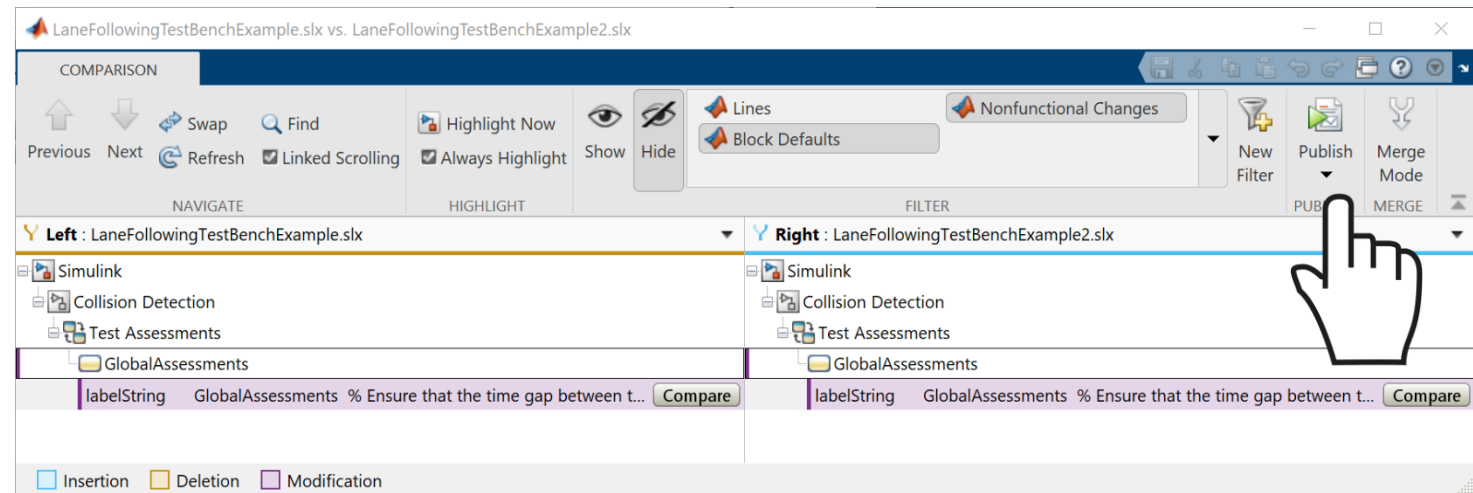 LaneFollowingTestBenchExample.slx vs. LaneFollowingTestBenchExample2.slx
COMPARISON
Previous
Next
Swap
Refresh
Find
Linked Scrolling
NAVIGATE
Highlight Now
Always Highlight
HIGHLIGHT
Show
Hide
Lines
Nonfunctional Changes
Block Defaults
New
Filter
FILTER
Publish
PUB
Merge
Mode
MERGE
Left : LaneFollowingTestBenchExample.slx
Simulink
Collision Detection
Test Assessments
GlobalAssessments
labelString GlobalAssessments % Ensure that the time gap between t... Compare
Right : LaneFollowingTestBenchExample2.slx
Simulink
Collision Detection
Test Assessments
GlobalAssessments
labelString GlobalAssessments % Ensure that the time gap between t... Compare
Insertion Deletion Modification